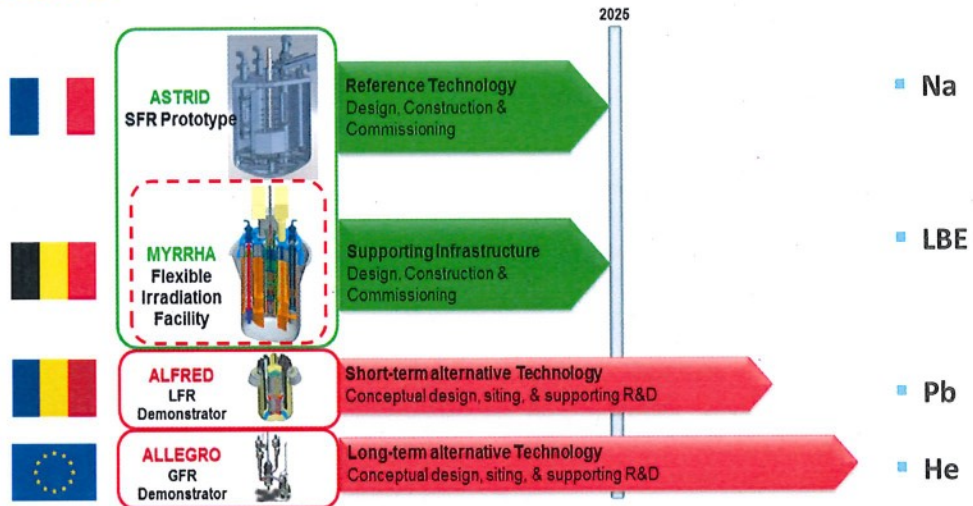 2025
ASTRID
SFR Prototype
Reference Technology
Design, Construction &
Commissioning
Na
MYRRHA
Flexible
Irradiation
Facility
Supporting Infrastructure
Design, Construction &
Commissioning
LBE
ALFRED
LFR
Demonstrator
Short-term alternative Technology
Conceptual design, siting, & supporting R&D
Pb
ALLEGRO
GFR
Demonstrator
Long-term alternative Technology
Conceptual design, siting, & supporting R&D
He